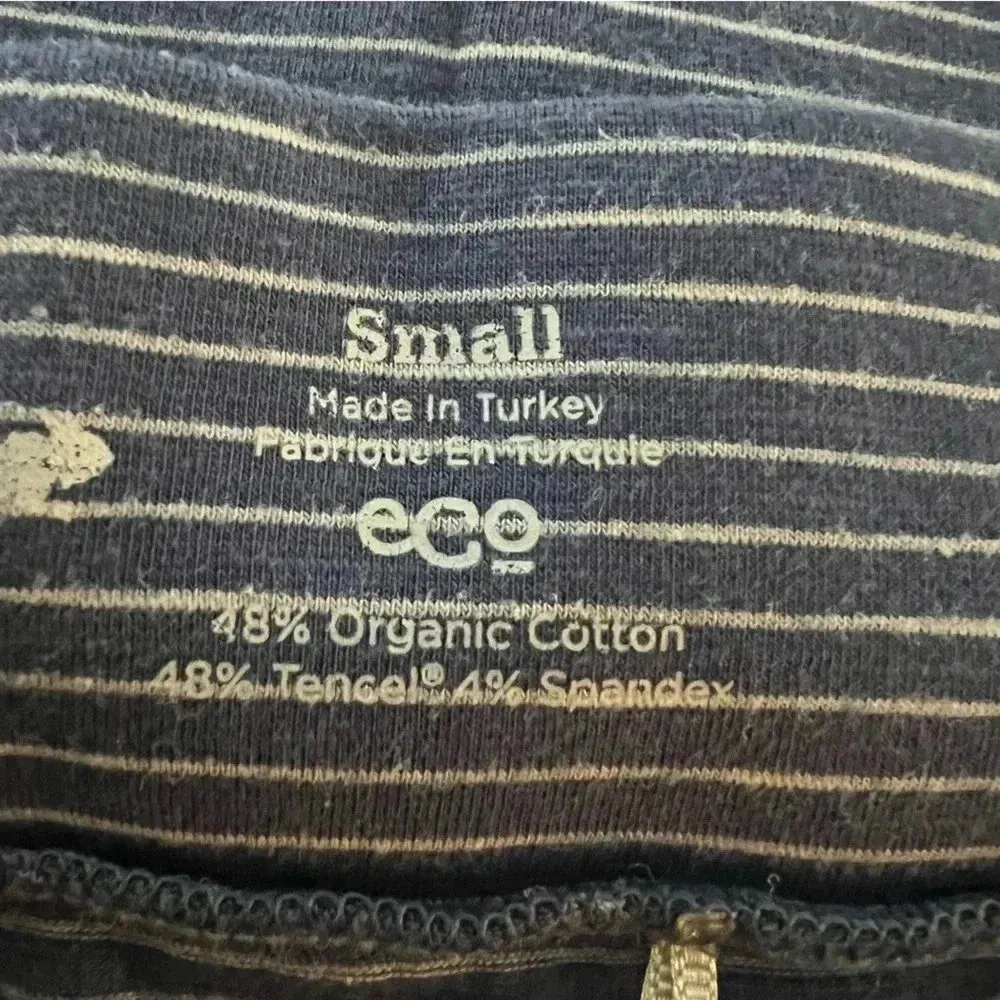 Small
Made In Turkey
Fabrique En Turquie
eco
48% Organic Cotton
48% Tencel® 4% Spandex